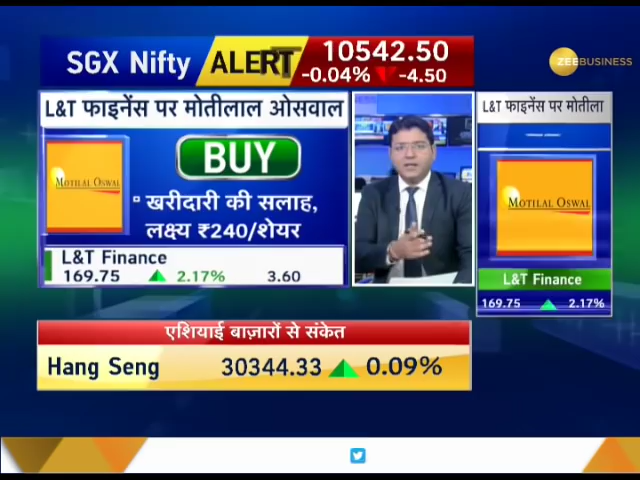 SGX Nifty ALERT 10542.50
-0.04% -4.50
ZEE BUSINESS
L&T फाइनेंस पर मोतीलाल ओसवाल
MOTILAL OSWAL
BUY
खरीदारी की सलाह,
लक्ष्य ₹240/शेयर
L&T Finance
169.75 2.17% 3.60
L&T फाइनेंस पर मोतीला
MOTILAL OSWAL
L&T Finance
169.75 2.17%
एशियाई बाज़ारों से संकेत
Hang Seng 30344.33 0.09%